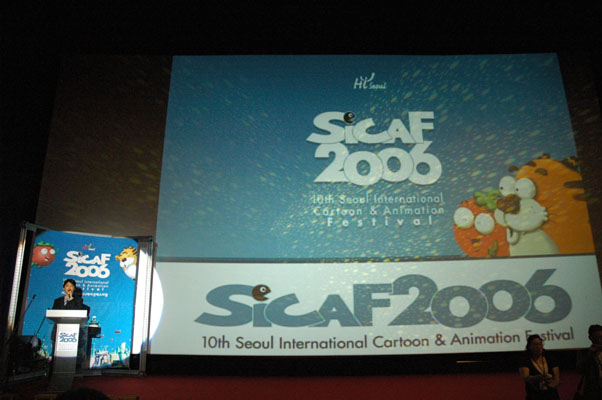 Hi Seoul
SICAF
2006
10th Seoul International
Cartoon & Animation
Festival
SICAF2006
10th Seoul International Cartoon & Animation Festival
SICAF
2006
SICAF
2006